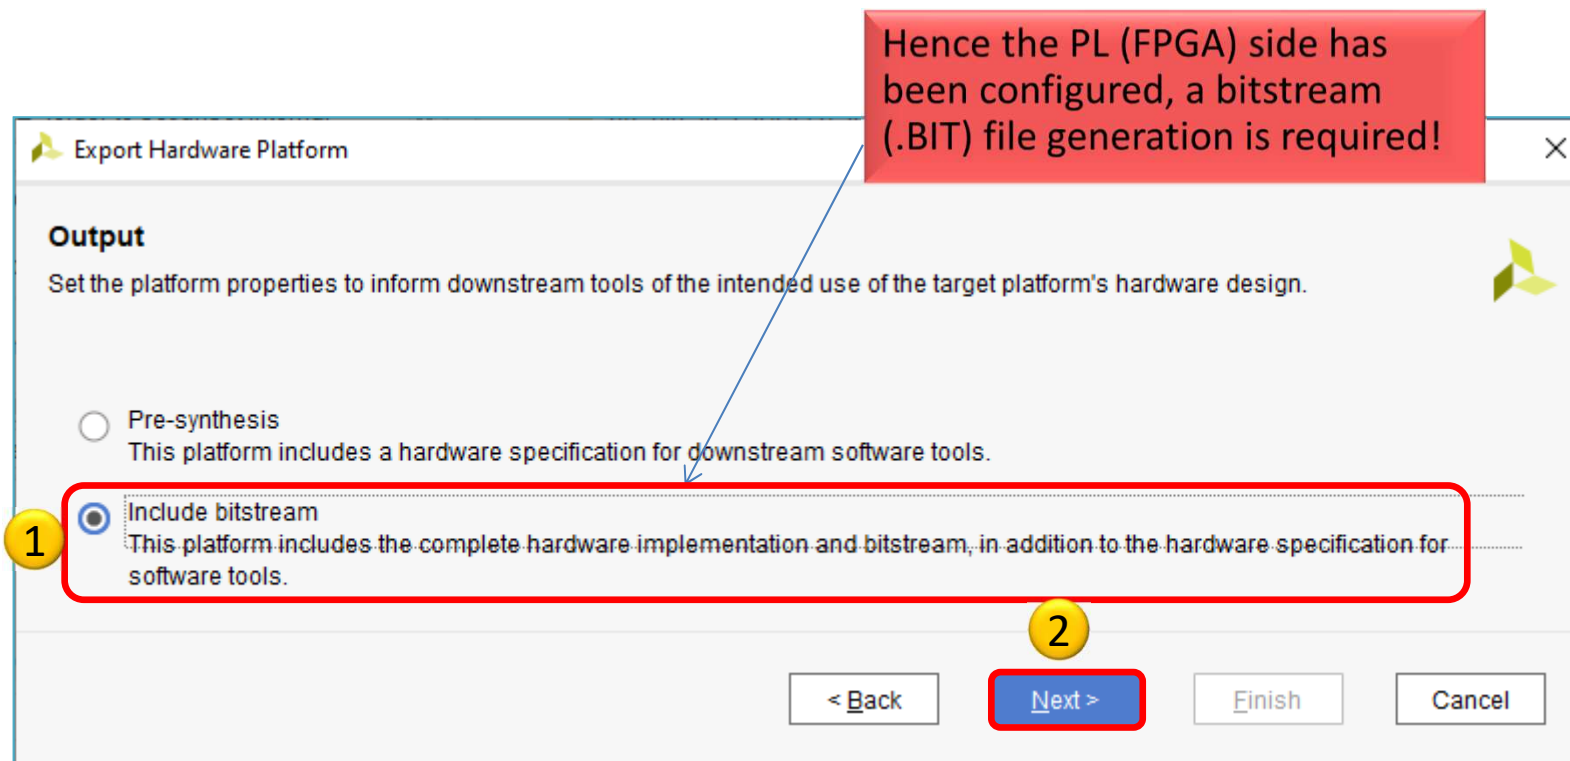 Hence the PL (FPGA) side has
been configured, a bitstream
(.BIT) file generation is required!
Export Hardware Platform
Output
Set the platform properties to inform downstream tools of the intended use of the target platform's hardware design.
Pre-synthesis
This platform includes a hardware specification for downstream software tools.
1
Include bitstream
This platform includes the complete hardware implementation and bitstream, in addition to the hardware specification for
software tools.
2
< Back
Next >
Finish
Cancel